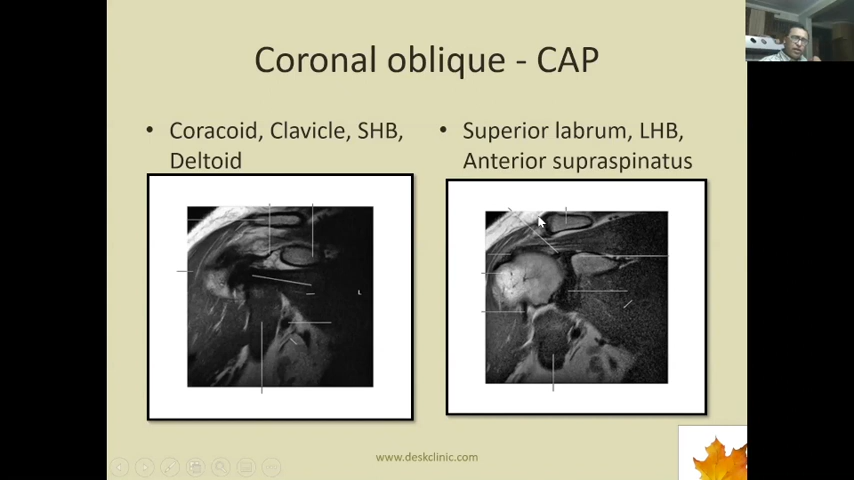 Coronal oblique - CAP
• Coracoid, Clavicle, SHB,
Deltoid
• Superior labrum, LHB,
Anterior supraspinatus
L
www.deskclinic.com